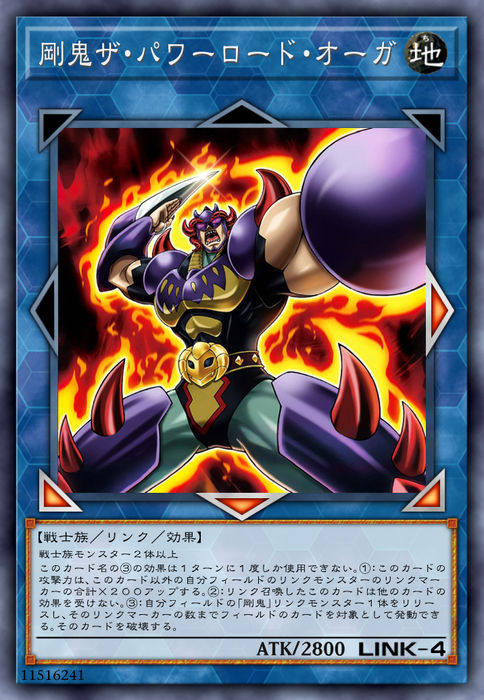 剛鬼ザ・パワーロード・オーガ
地
ち
【戦士族／リンク／効果】
戦士族モンスター２体以上
このカード名の③の効果は１ターンに１度しか使用できない。①：このカードの
攻撃力は、このカード以外の自分フィールドのリンクモンスターのリンクマー
カーの合計×２００アップする。②：リンク召喚したこのカードは他のカードの
効果を受けない。③：自分フィールドの「剛鬼」リンクモンスター１体をリリー
スし、そのリンクマーカーの数までフィールドのカードを対象として発動でき
る。そのカードを破壊する。
ATK/2800 LINK-4
11516241